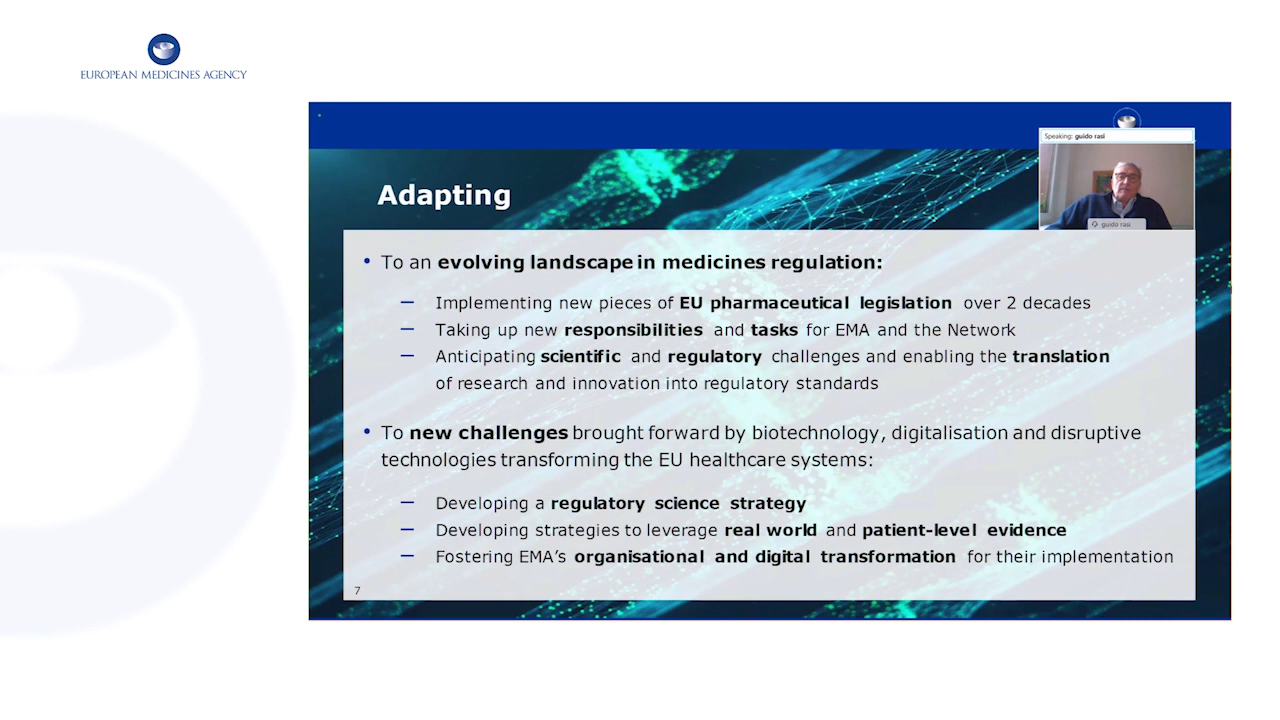 EUROPEAN MEDICINES AGENCY
Speaking: guido rasi
guido rasi
Adapting
• To an evolving landscape in medicines regulation:
— Implementing new pieces of EU pharmaceutical legislation over 2 decades
— Taking up new responsibilities and tasks for EMA and the Network
— Anticipating scientific and regulatory challenges and enabling the translation
of research and innovation into regulatory standards
• To new challenges brought forward by biotechnology, digitalisation and disruptive
technologies transforming the EU healthcare systems:
— Developing a regulatory science strategy
— Developing strategies to leverage real world and patient-level evidence
— Fostering EMA’s organisational and digital transformation for their implementation
7